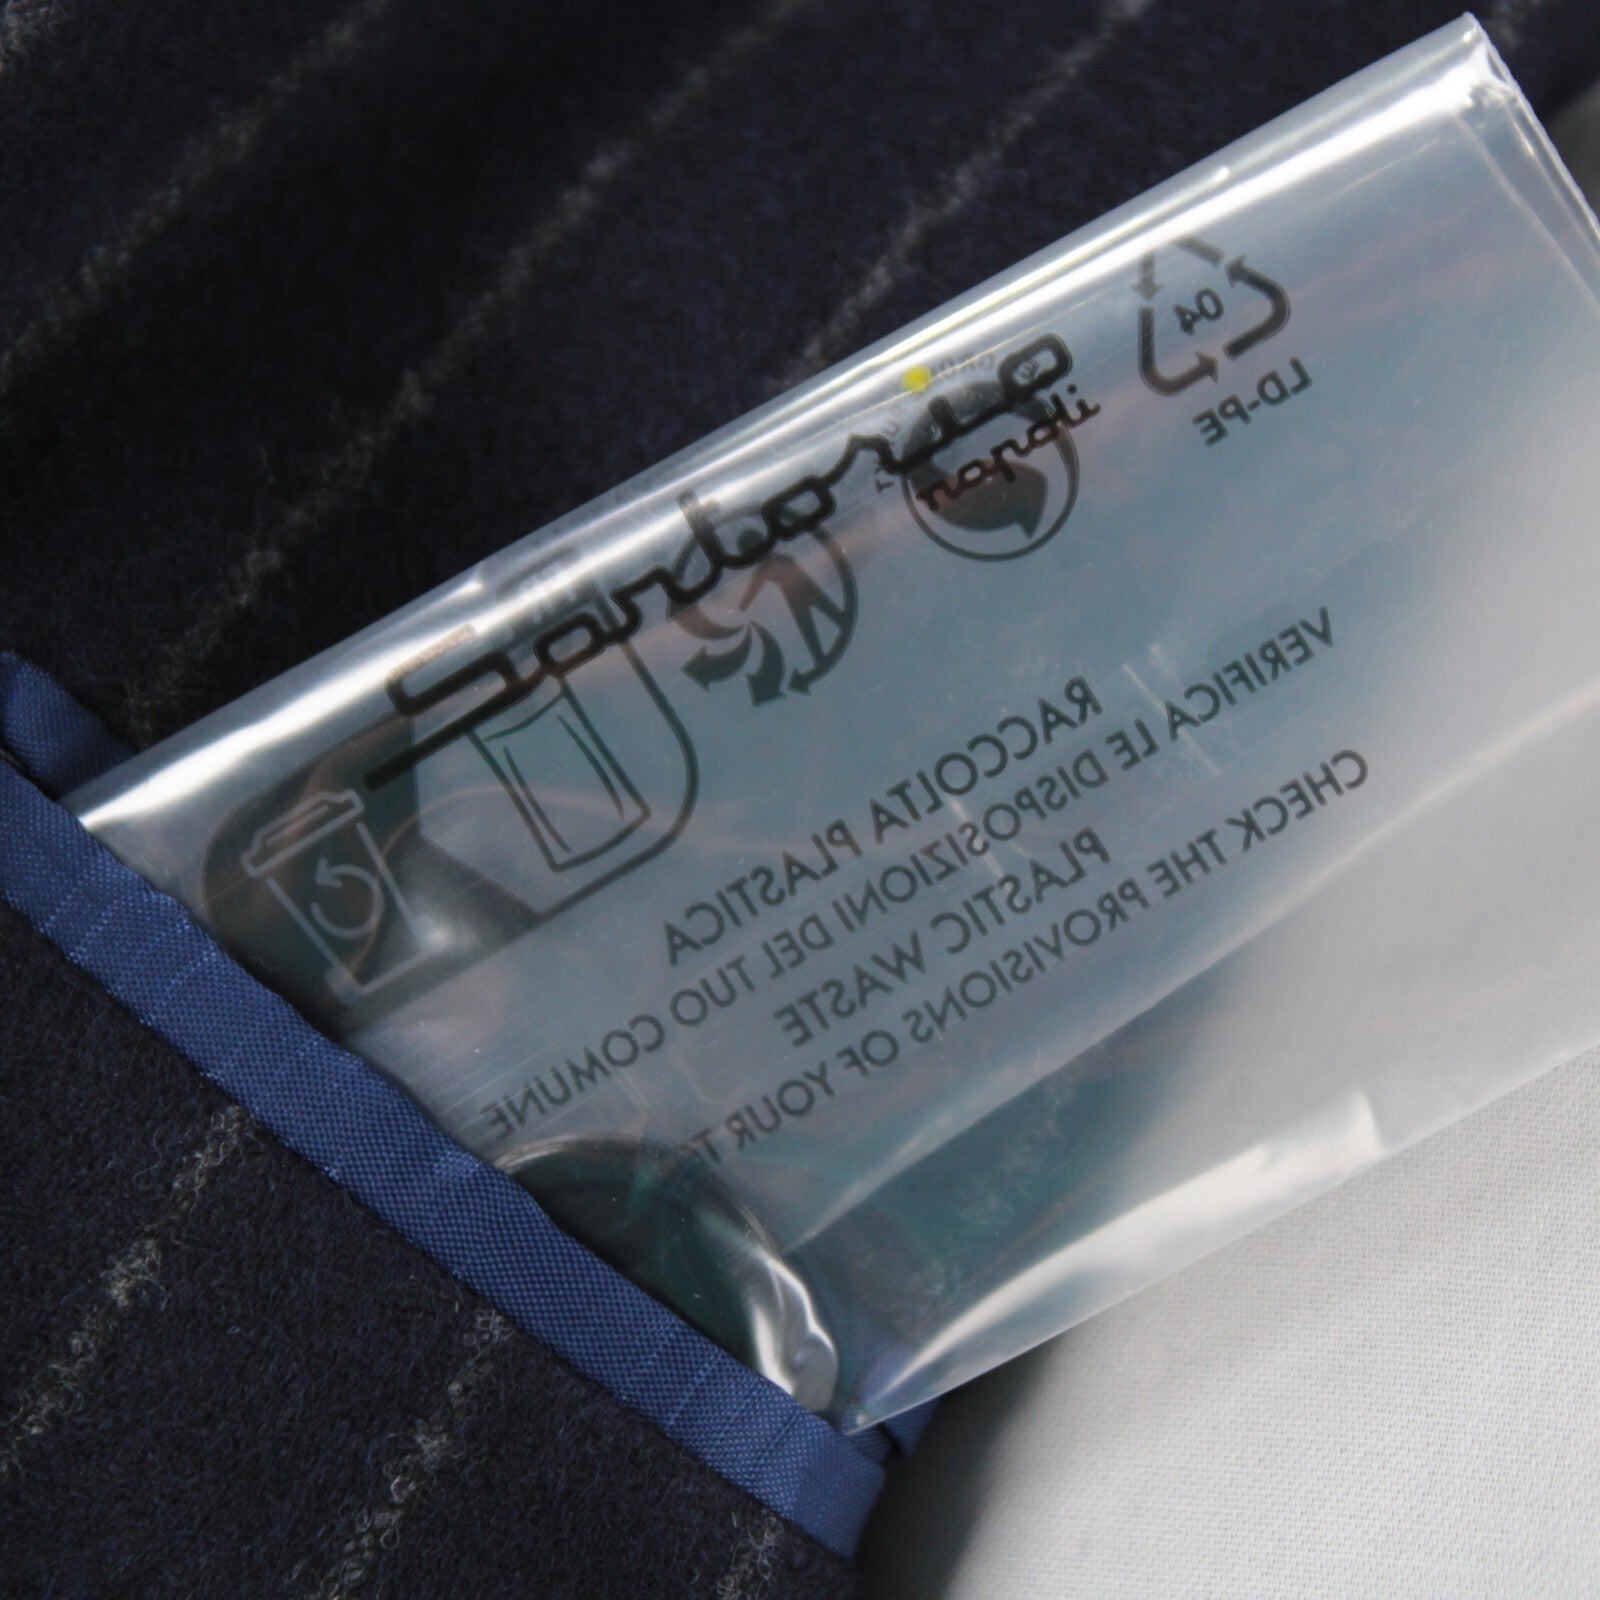 Sartoria
napoli
04
LD-PE
RACCOLTA PLASTICA
VERIFICA LE DISPOSIZIONI DEL TUO COMUNE
PLASTIC WASTE
CHECK THE PROVISIONS OF YOUR